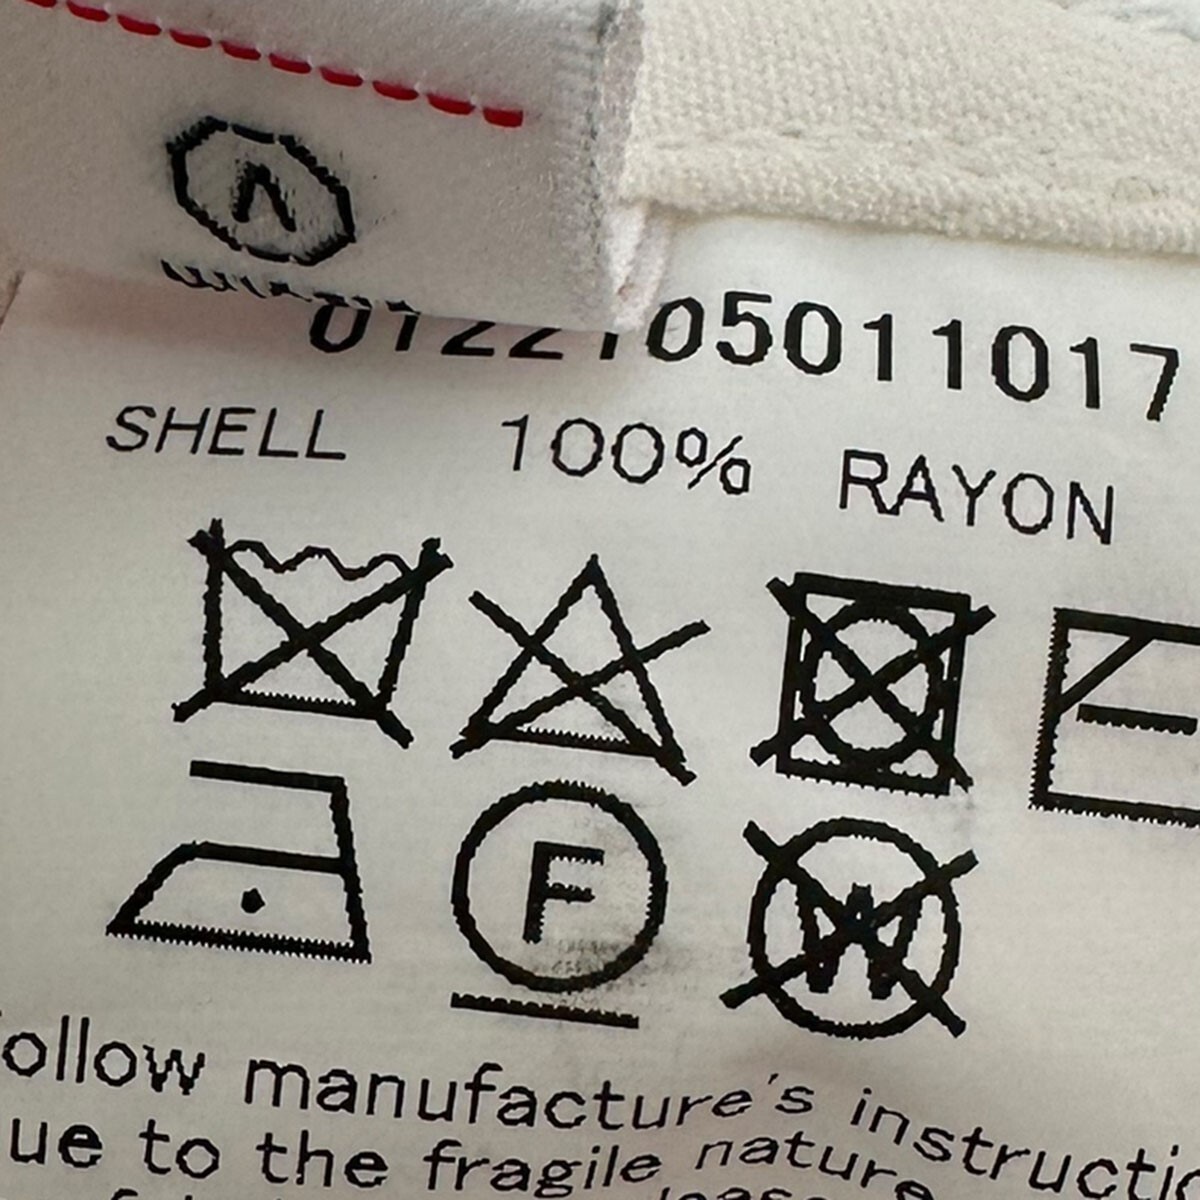 0122105011017
SHELL 100% RAYON
F
W
ollow manufacture's instructi
ue to the fragile nature